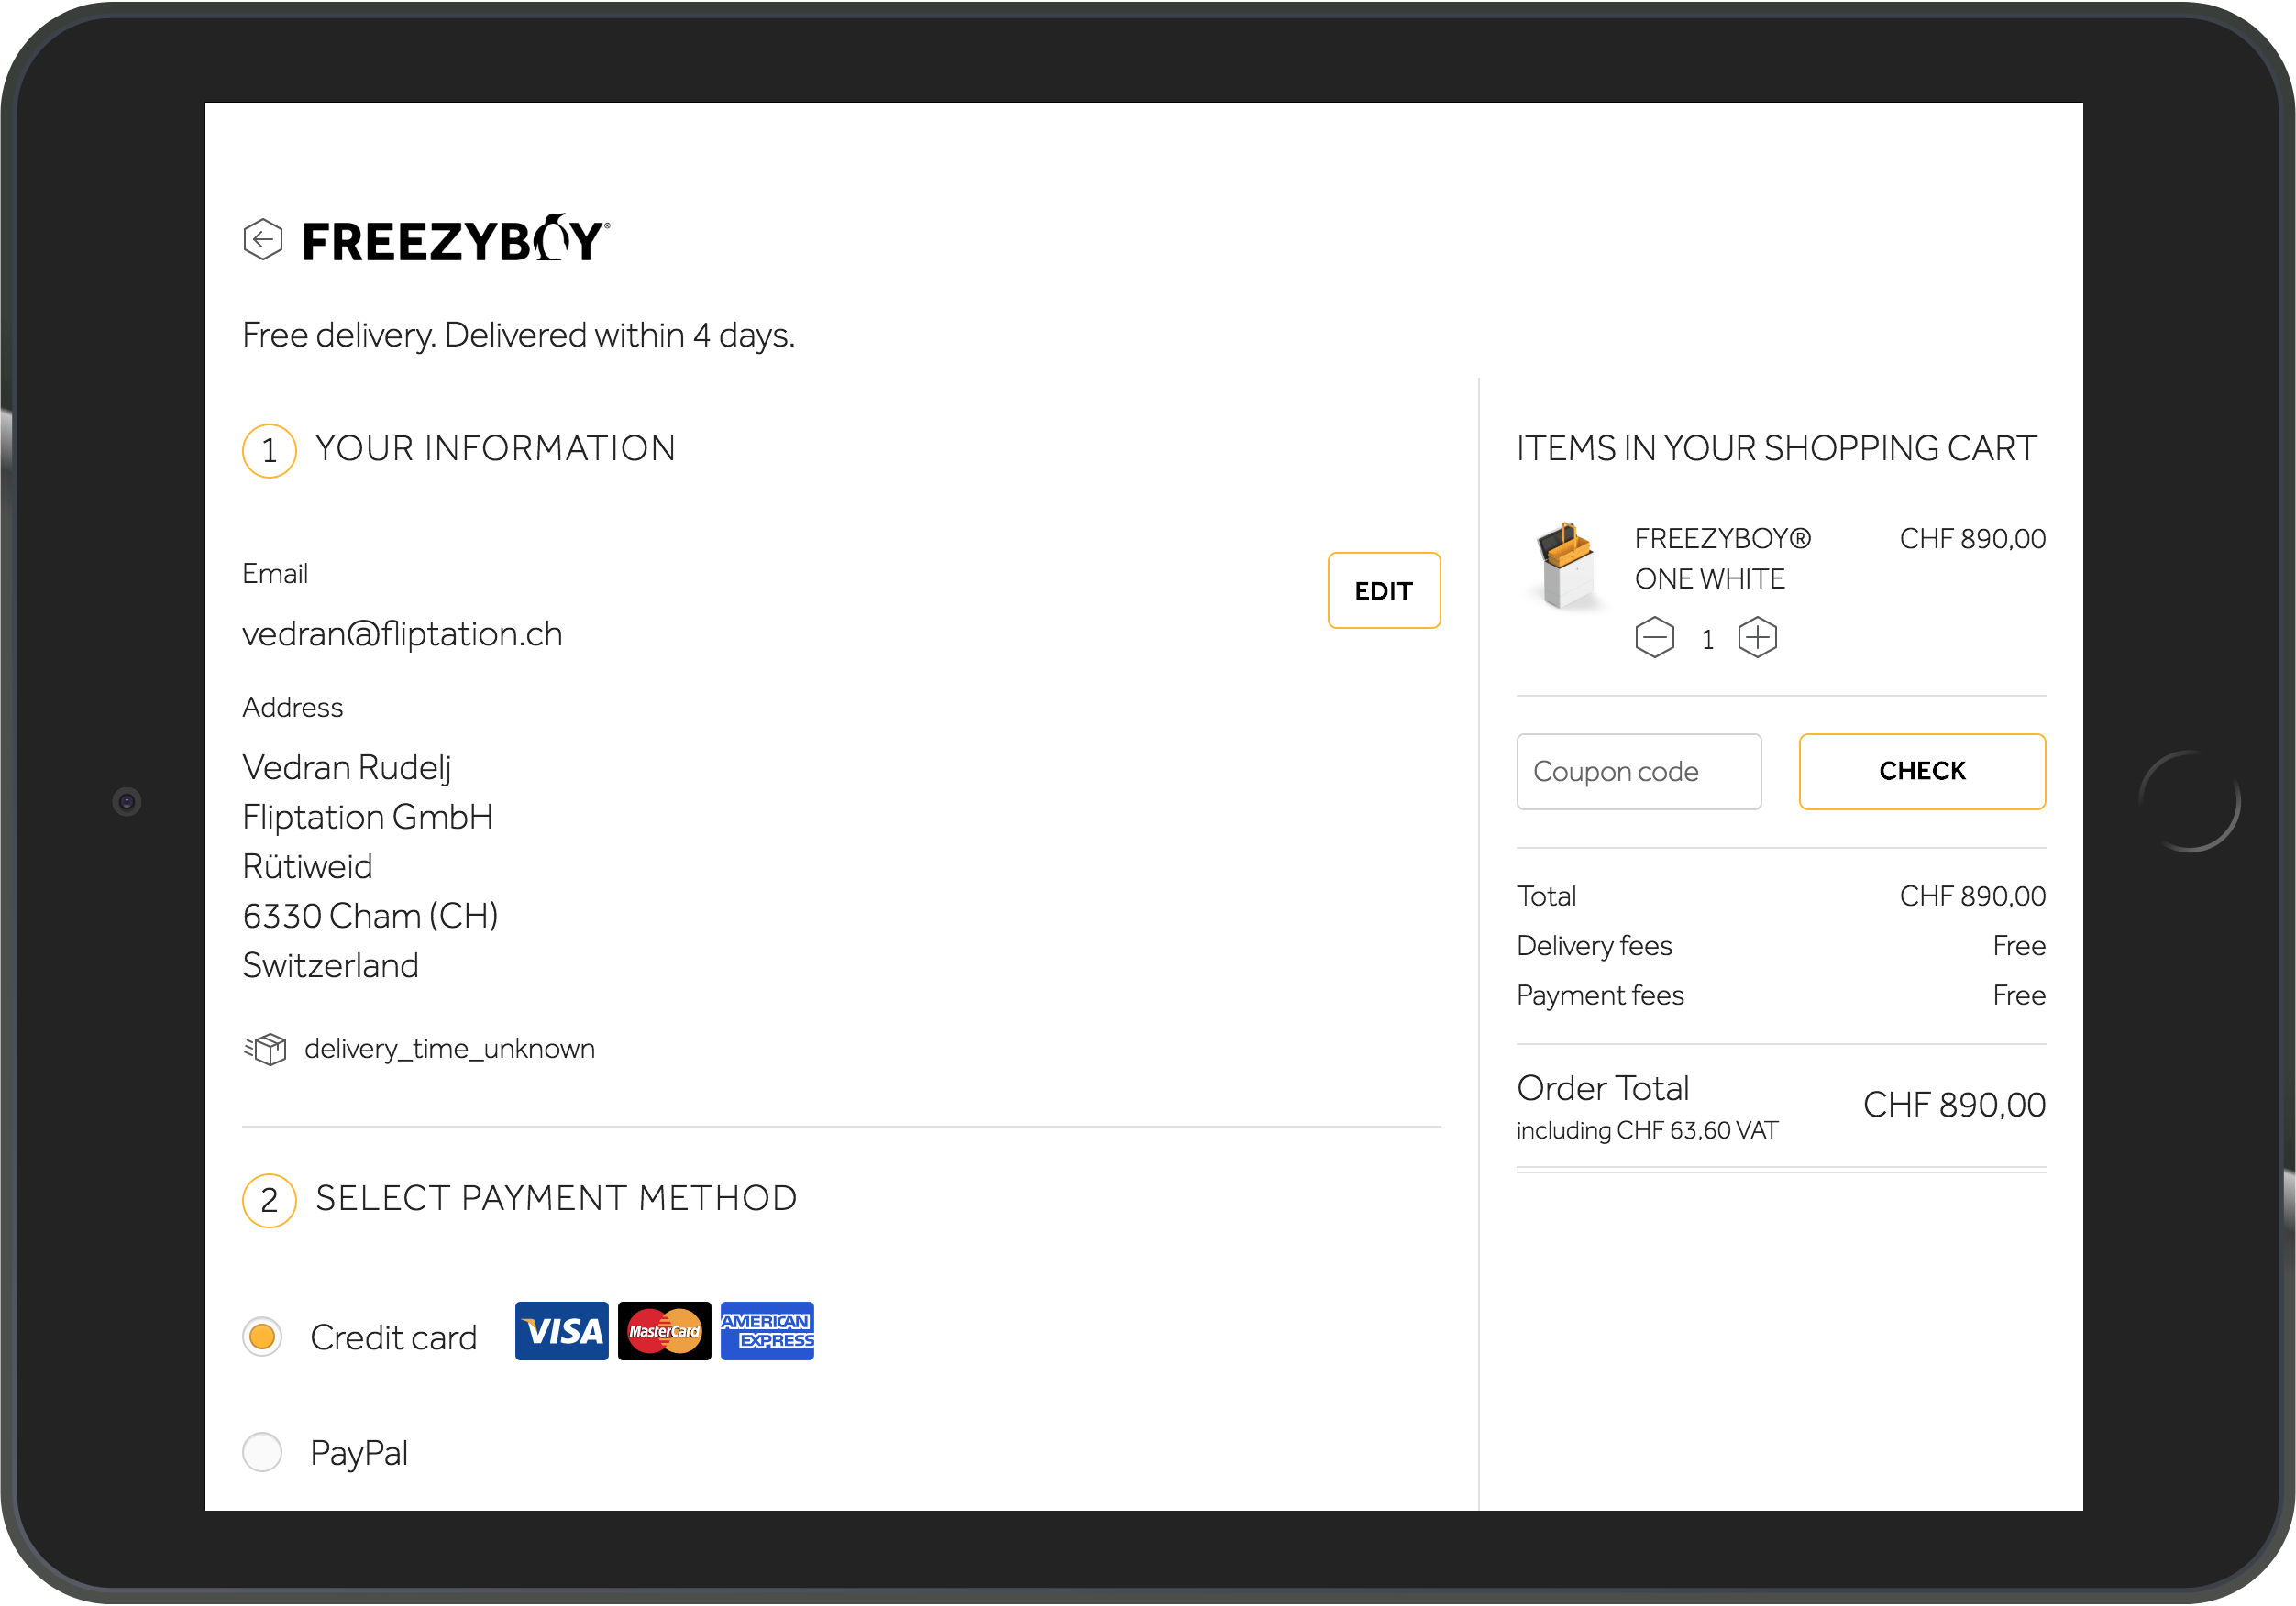 FREEZYBOY®
Free delivery. Delivered within 4 days.
1 YOUR INFORMATION
Email
vedran@fliptation.ch
EDIT
Address
Vedran Rudelj
Fliptation GmbH
Rütiweid
6330 Cham (CH)
Switzerland
delivery_time_unknown
2 SELECT PAYMENT METHOD
Credit card VISA MasterCard AMERICAN EXPRESS
PayPal
ITEMS IN YOUR SHOPPING CART
FREEZYBOY® CHF 890,00
ONE WHITE
1
Coupon code CHECK
Total CHF 890,00
Delivery fees Free
Payment fees Free
Order Total CHF 890,00
including CHF 63,60 VAT